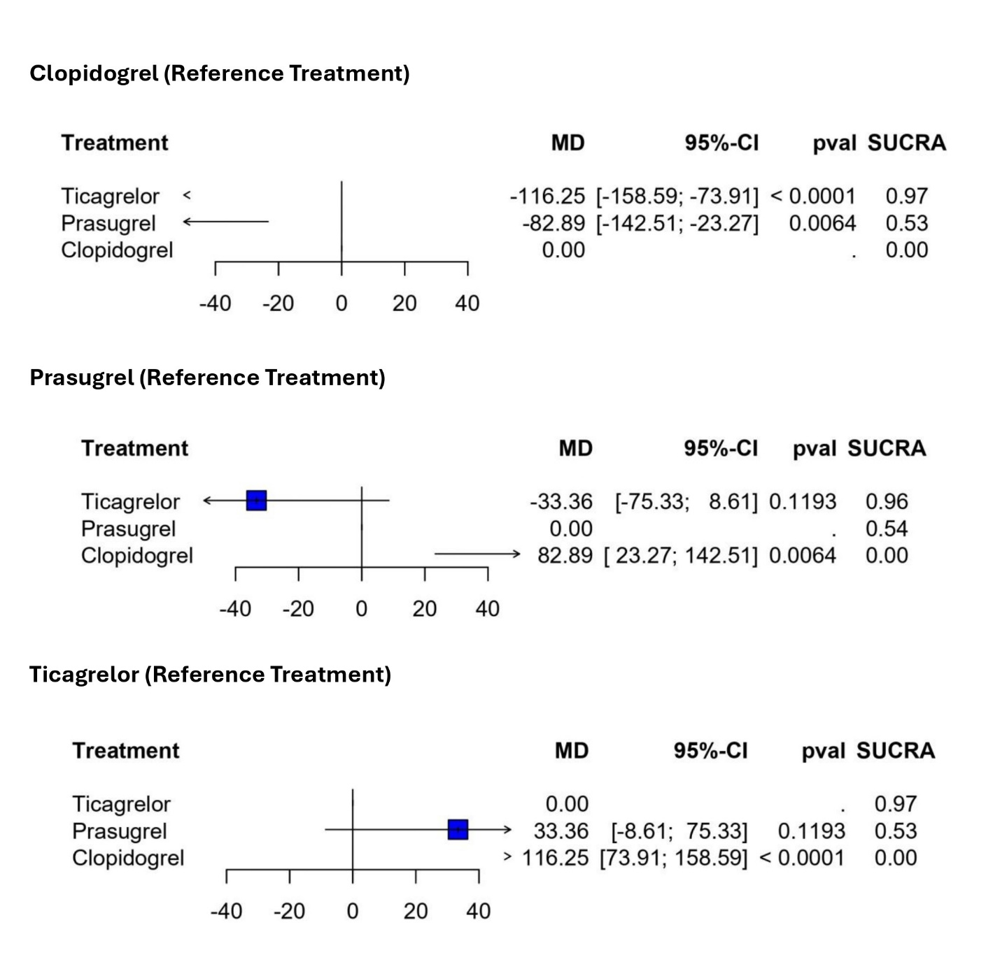 Clopidogrel (Reference Treatment)
Treatment MD 95%-CI pval SUCRA
Ticagrelor < -116.25 [-158.59; -73.91] < 0.0001 0.97
Prasugrel -82.89 [-142.51; -23.27] 0.0064 0.53
Clopidogrel 0.00 . 0.00
-40 -20 0 20 40
Prasugrel (Reference Treatment)
Treatment MD 95%-CI pval SUCRA
Ticagrelor -33.36 [-75.33; 8.61] 0.1193 0.96
Prasugrel 0.00 . 0.54
Clopidogrel 82.89 [ 23.27; 142.51] 0.0064 0.00
-40 -20 0 20 40
Ticagrelor (Reference Treatment)
Treatment MD 95%-CI pval SUCRA
Ticagrelor 0.00 . 0.97
Prasugrel 33.36 [-8.61; 75.33] 0.1193 0.53
Clopidogrel > 116.25 [73.91; 158.59] < 0.0001 0.00
-40 -20 0 20 40